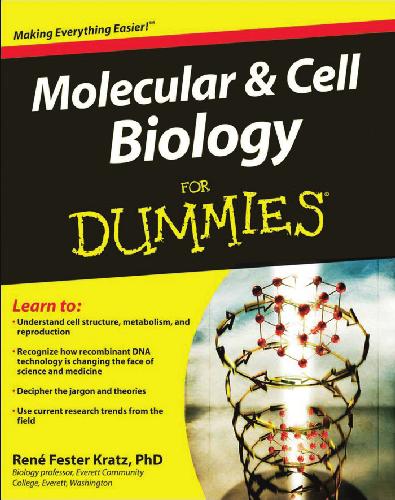 Making Everything Easier!™
Molecular & Cell
Biology
FOR
DUMMIES®
Learn to:
• Understand cell structure, metabolism, and
reproduction
• Recognize how recombinant DNA
technology is changing the face of
science and medicine
• Decipher the jargon and theories
• Use current research trends from the
field
René Fester Kratz, PhD
Biology professor, Everett Community
College, Everett, Washington